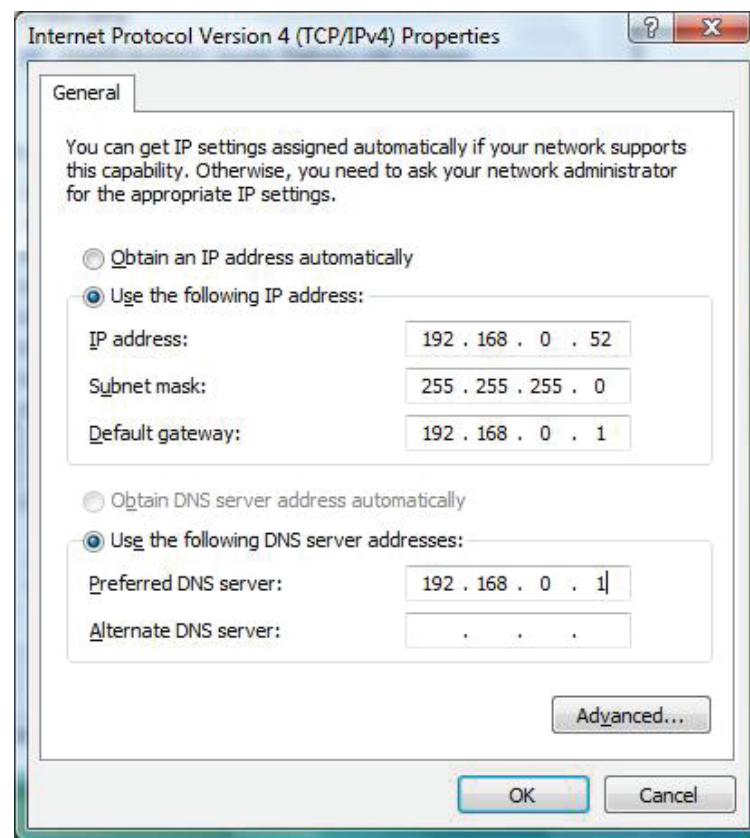 Internet Protocol Version 4 (TCP/IPv4) Properties
General
You can get IP settings assigned automatically if your network supports
this capability. Otherwise, you need to ask your network administrator
for the appropriate IP settings.
Obtain an IP address automatically
Use the following IP address:
IP address: 192 . 168 . 0 . 52
Subnet mask: 255 . 255 . 255 . 0
Default gateway: 192 . 168 . 0 . 1
Obtain DNS server address automatically
Use the following DNS server addresses:
Preferred DNS server: 192 . 168 . 0 . 1
Alternate DNS server: . . .
Advanced...
OK Cancel